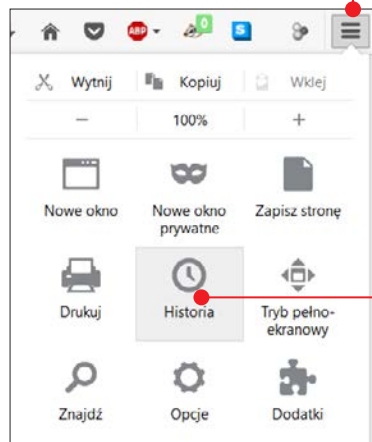 ABP
0
S
Wytnij Kopiuj Wklej
− 100% +
Nowe okno Nowe okno Zapisz stronę
prywatne
Drukuj Historia Tryb pełno-
ekranowy
Znajdź Opcje Dodatki